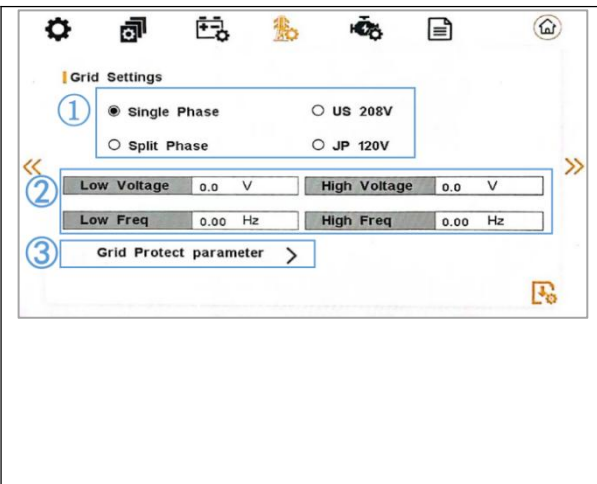 Grid Settings
① Single Phase US 208V
Split Phase JP 120V
② Low Voltage 0.0 V High Voltage 0.0 V
Low Freq 0.00 Hz High Freq 0.00 Hz
③ Grid Protect parameter >